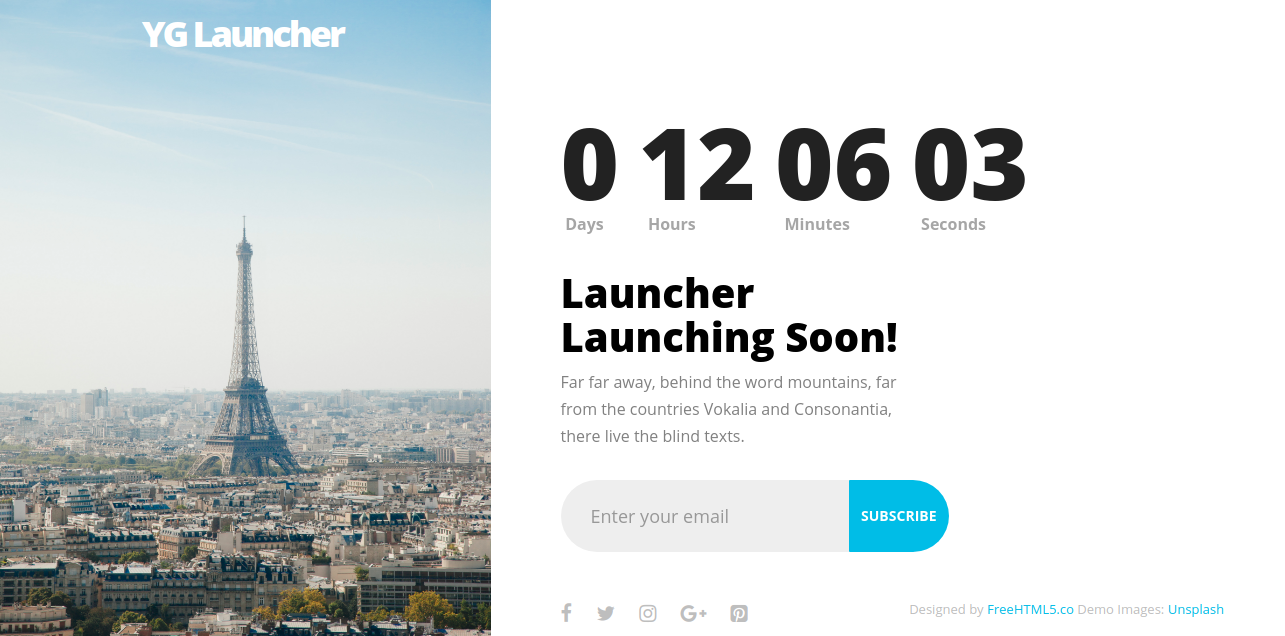 YG Launcher
0 12 06 03
Days Hours Minutes Seconds
Launcher
Launching Soon!
Far far away, behind the word mountains, far
from the countries Vokalia and Consonantia,
there live the blind texts.
Enter your email SUBSCRIBE
Designed by FreeHTML5.co Demo Images: Unsplash